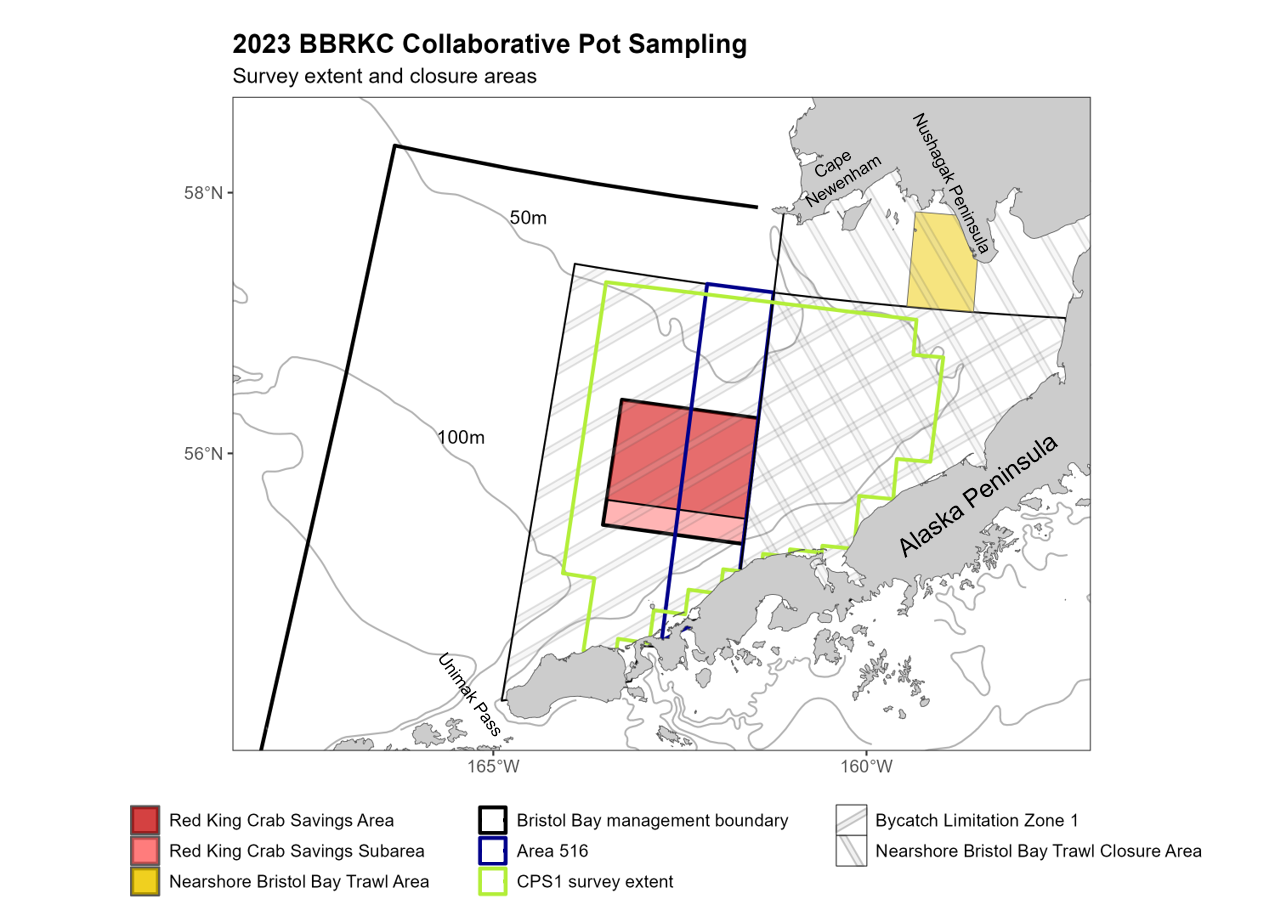 2023 BBRKC Collaborative Pot Sampling
Survey extent and closure areas
58°N
56°N
50m
100m
Cape
Newenham
Nushagak Peninsula
Alaska Peninsula
Unimak Pass
165°W
160°W
Red King Crab Savings Area
Red King Crab Savings Subarea
Nearshore Bristol Bay Trawl Area
Bristol Bay management boundary
Area 516
CPS1 survey extent
Bycatch Limitation Zone 1
Nearshore Bristol Bay Trawl Closure Area